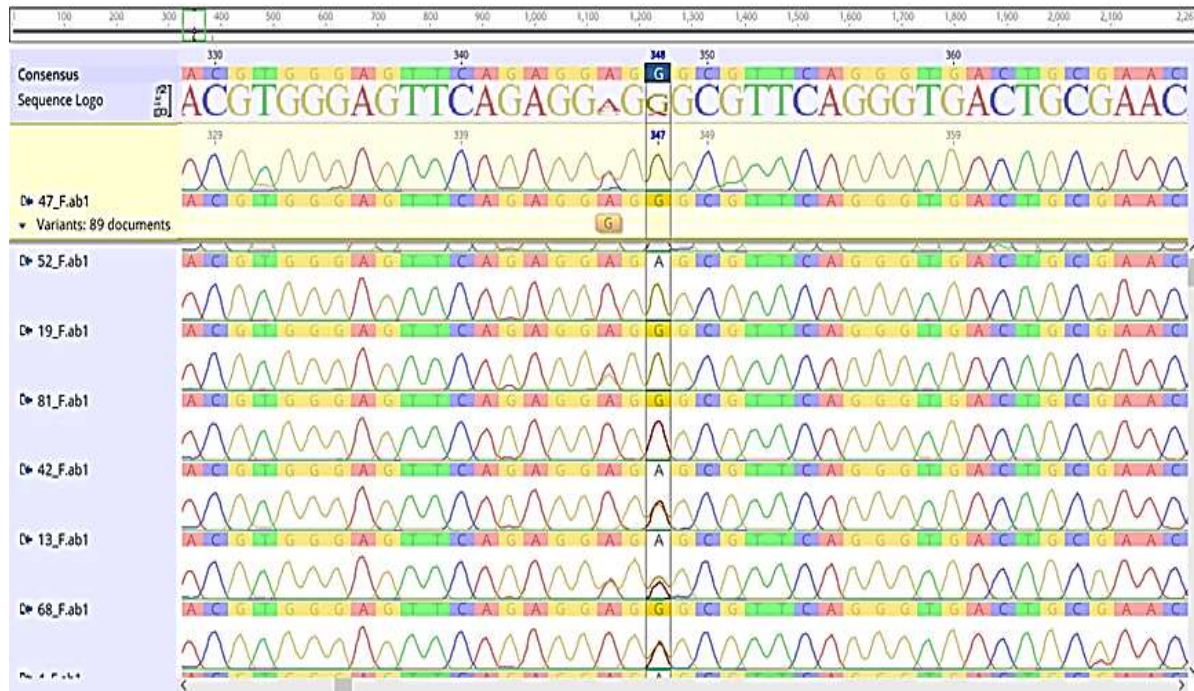 1 100 200 300 400 500 600 700 800 900 1,000 1,100 1,200 1,300 1,400 1,500 1,600 1,700 1,800 1,900 2,000 2,100
330 340 348 350 360
Consensus A C G T G G G A G T T C A G A G G A G G G C G T T C A G G G T G A C T G C G A A C
Sequence Logo ACGTGGGAGTTCAGAGGAGGGCGTTCAGGGTGACTGCGAAC
329 339 347 349 359
47_F.ab1 A C G T G G G A G T T C A G A G G A G G G C G T T C A G G G T G A C T G C G A A C
Variants: 89 documents G
52_F.ab1 A C G T G G G A G T T C A G A G G A G A G C G T T C A G G G T G A C T G C G A A C
19_F.ab1 A C G T G G G A G T T C A G A G G A G G G C G T T C A G G G T G A C T G C G A A C
81_F.ab1 A C G T G G G A G T T C A G A G G A G G G C G T T C A G G G T G A C T G C G A A C
42_F.ab1 A C G T G G G A G T T C A G A G G A G A G C G T T C A G G G T G A C T G C G A A C
13_F.ab1 A C G T G G G A G T T C A G A G G A G A G C G T T C A G G G T G A C T G C G A A C
68_F.ab1 A C G T G G G A G T T C A G A G G A G G G C G T T C A G G G T G A C T G C G A A C